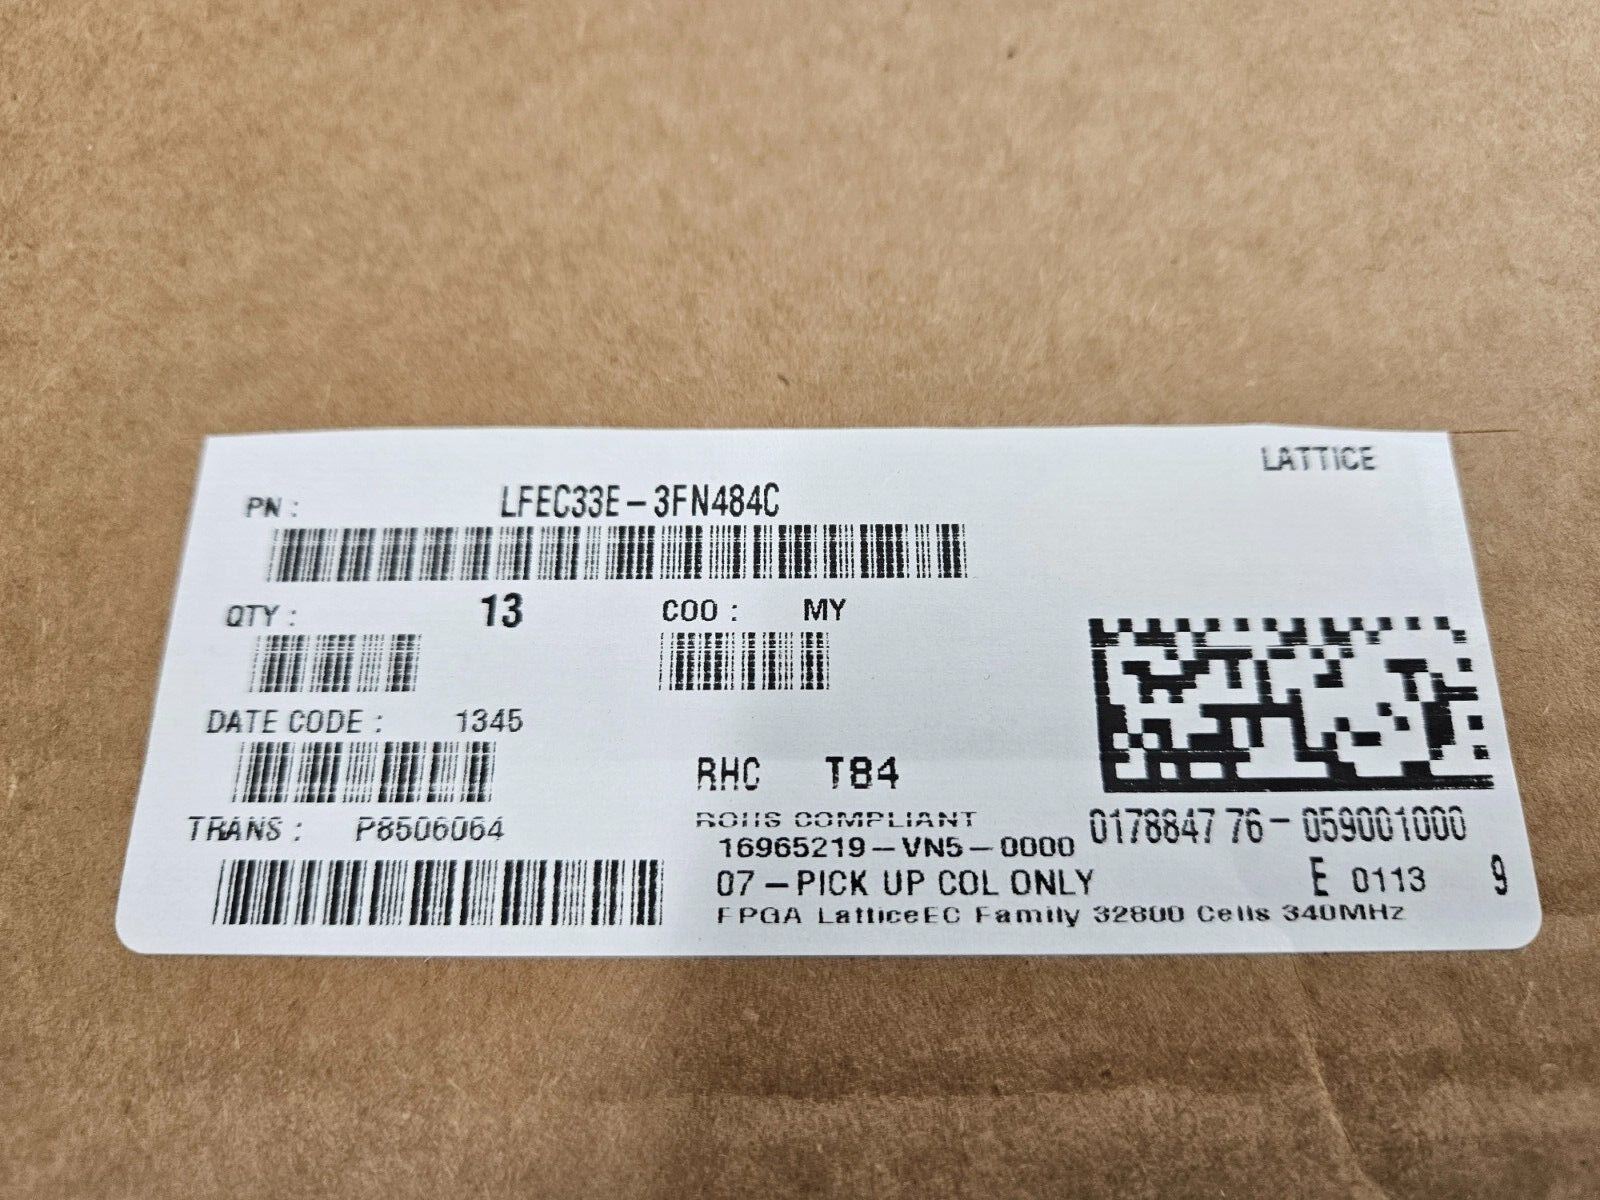 LATTICE
PN: LFEC33E-3FN484C
QTY: 13 COO: MY
DATE CODE: 1345
RHC T84
TRANS: P8506064
ROHS COMPLIANT
16965219-VN5-0000
017884776-059001000
07-PICK UP COL ONLY
E 0113 9
FPGA LatticeEC Family 32800 Cells 340MHz